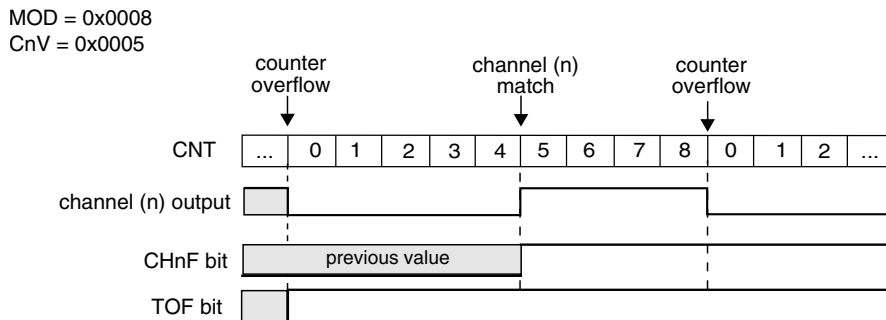 MOD = 0x0008
CnV = 0x0005
counter
overflow
channel (n)
match
counter
overflow
CNT ... 0 1 2 3 4 5 6 7 8 0 1 2 ...
channel (n) output
CHnF bit previous value
TOF bit